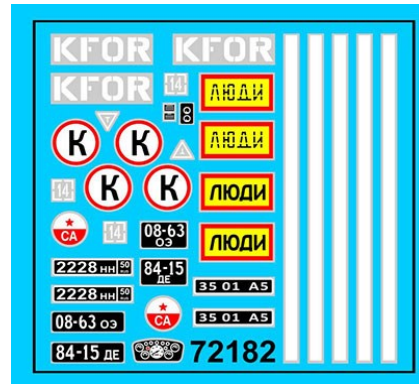 KFOR KFOR
KFOR 14 ЛЮДИ
ЛЮДИ
К К
14 К К ЛЮДИ
СА 14 08-63 ОЭ ЛЮДИ
2228 НН 50 84-15 ДЕ 35 01 А5
2228 НН 50
08-63 ОЭ СА 35 01 А5
84-15 ДЕ 72182